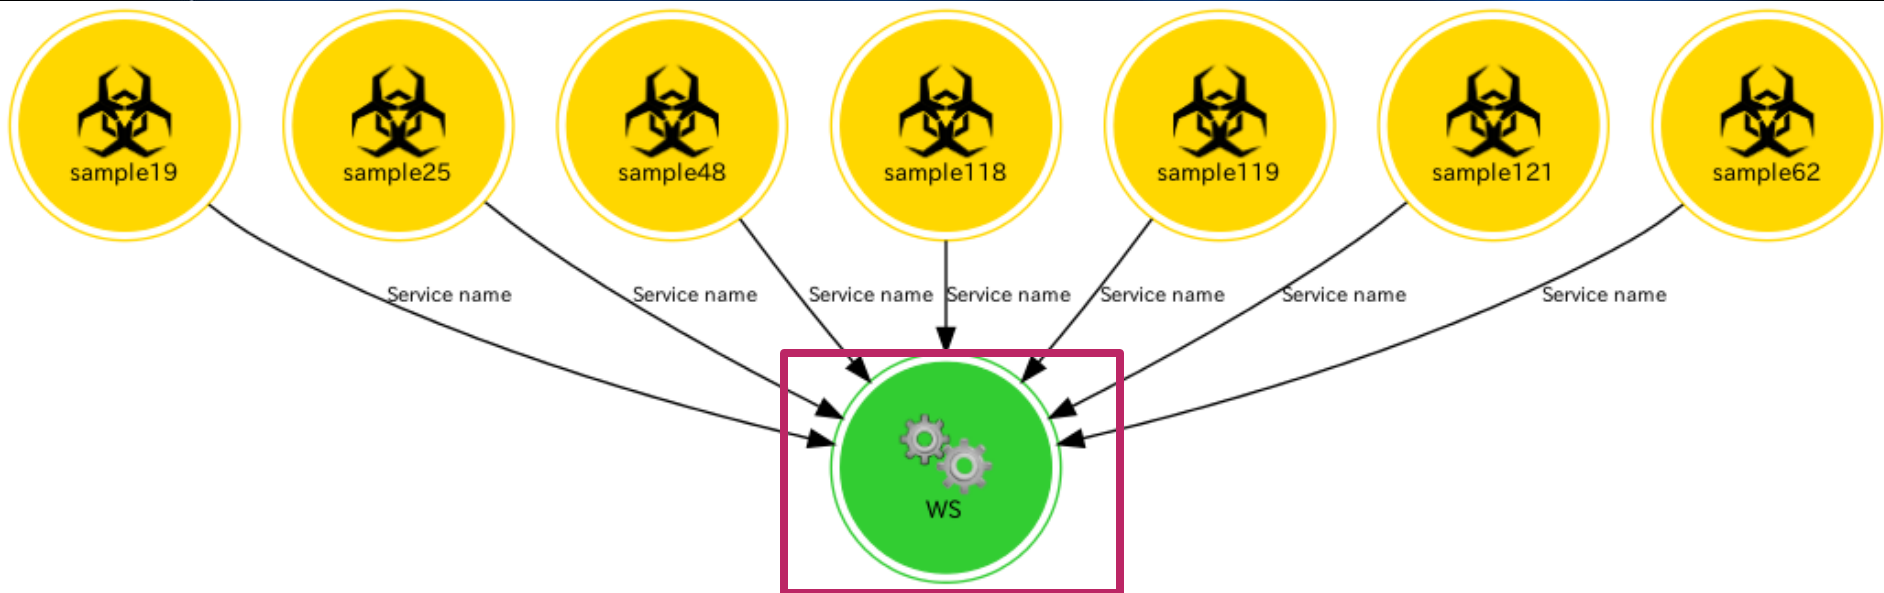 sample19
sample25
sample48
sample118
sample119
sample121
sample62
Service name
Service name
Service name
Service name
Service name
Service name
Service name
WS